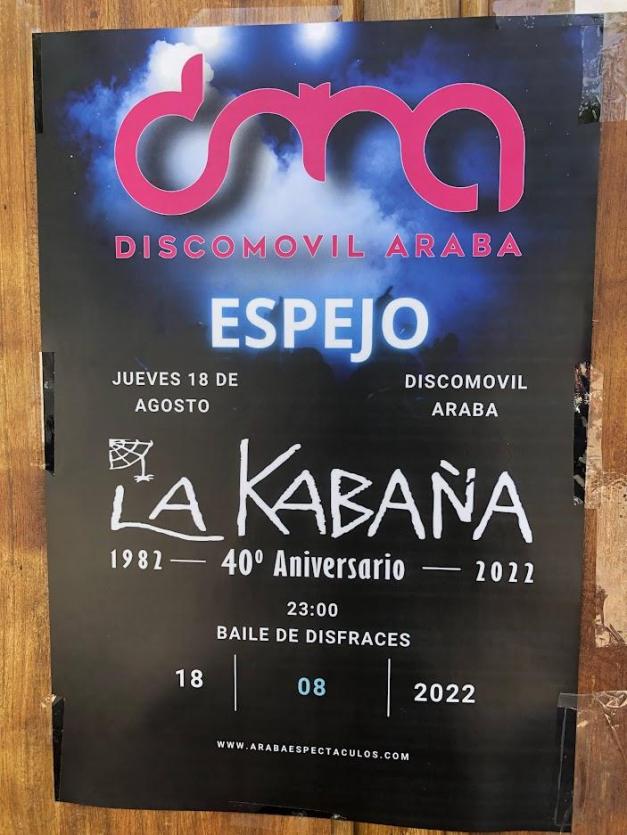 dma
DISCOMOVIL ARABA
ESPEJO
JUEVES 18 DE
AGOSTO
DISCOMOVIL
ARABA
LA KABAÑA
1982 — 40º Aniversario — 2022
23:00
BAILE DE DISFRACES
18 | 08 | 2022
WWW.ARABAESPECTACULOS.COM